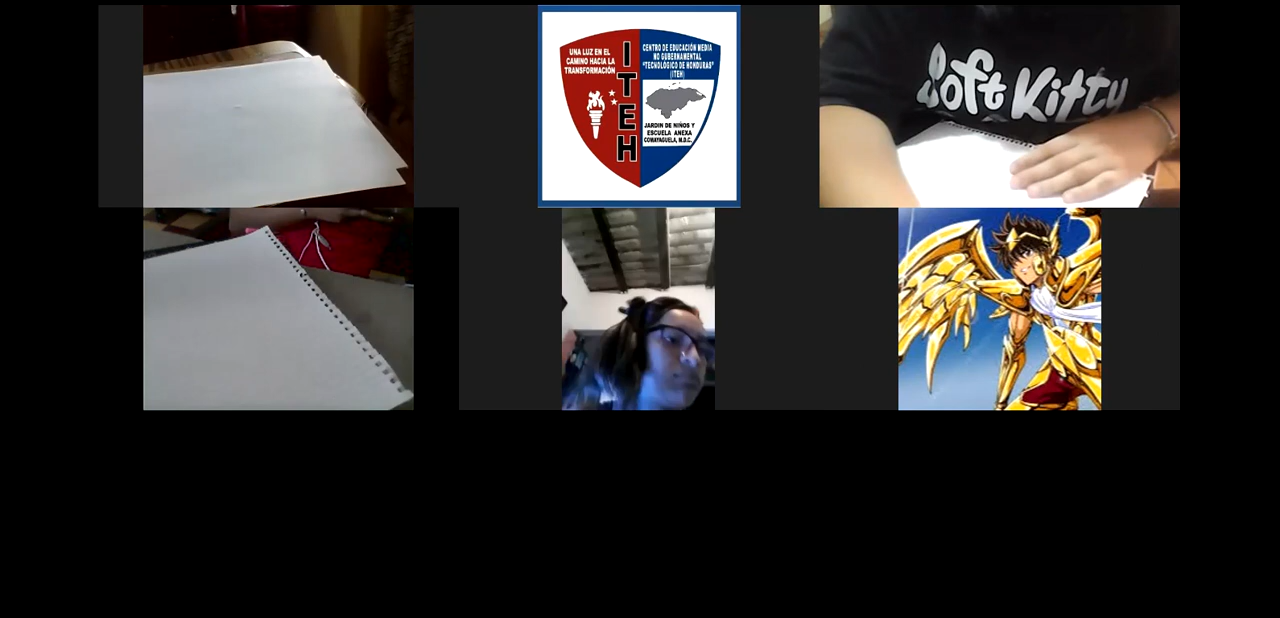 UNA LUZ EN EL
CAMINO HACIA LA
TRANSFORMACIÓN
ITEH
CENTRO DE EDUCACIÓN MEDIA
NO GUBERNAMENTAL
"TECNOLÓGICO DE HONDURAS"
(ITEH)
JARDIN DE NIÑOS Y
ESCUELA ANEXA
COMAYAGUELA, M.D.C.
Soft Kitty